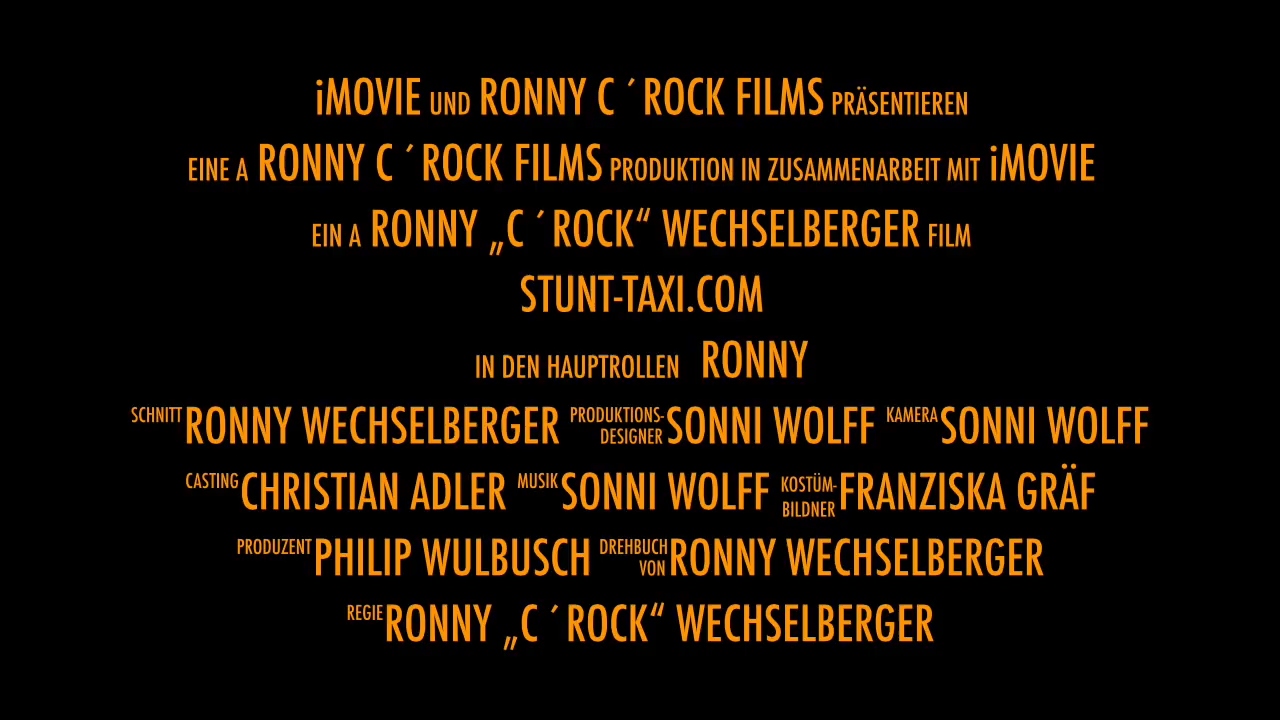 iMOVIE UND RONNY C ´ROCK FILMS PRÄSENTIEREN
EINE A RONNY C ´ROCK FILMS PRODUKTION IN ZUSAMMENARBEIT MIT iMOVIE
EIN A RONNY „C ´ROCK“ WECHSELBERGER FILM
STUNT-TAXI.COM
IN DEN HAUPTROLLEN RONNY
SCHNITT RONNY WECHSELBERGER PRODUKTIONS-DESIGNER SONNI WOLFF KAMERA SONNI WOLFF
CASTING CHRISTIAN ADLER MUSIK SONNI WOLFF KOSTÜM-BILDNER FRANZISKA GRÄF
PRODUZENT PHILIP WULBUSCH DREHBUCH VON RONNY WECHSELBERGER
REGIE RONNY „C ´ROCK“ WECHSELBERGER